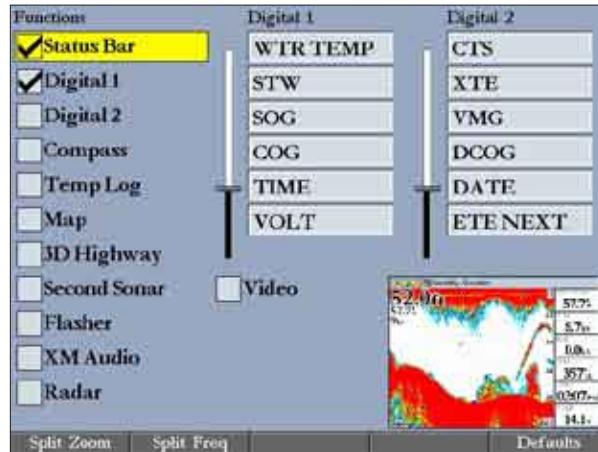 Functions
Status Bar
Digital 1
Digital 2
Compass
Temp Log
Map
3D Highway
Second Sonar
Flasher
XM Audio
Radar
Video
Digital 1
WTR TEMP
STW
SOG
COG
TIME
VOLT
Digital 2
CTS
XTE
VMG
DCOG
DATE
ETE NEXT
Split Zoom
Split Freq
Defaults